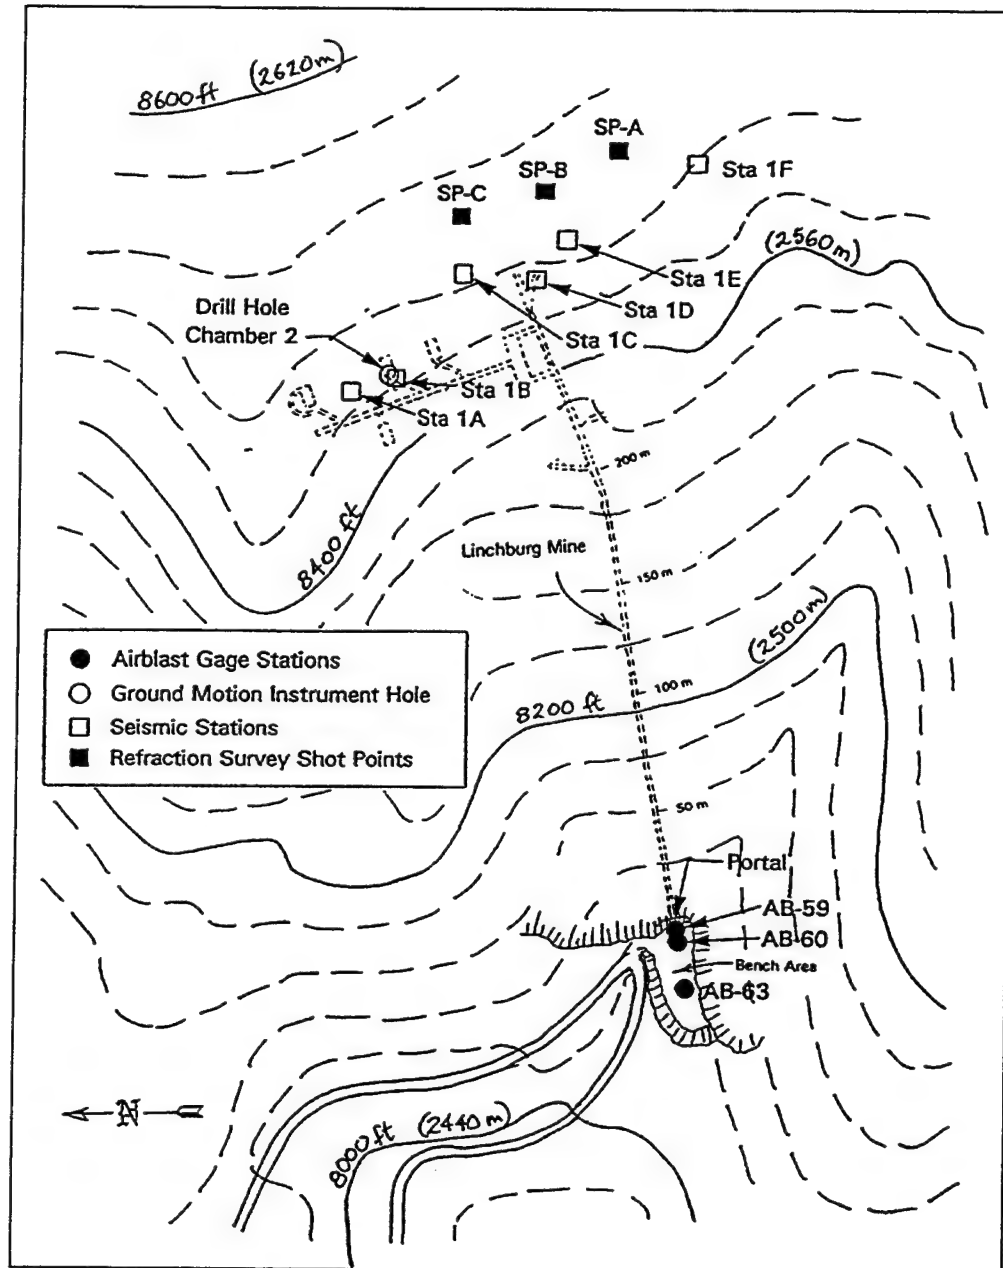 8600 ft (2620m)
SP-A
SP-B
Sta 1F
SP-C
(2560m)
Sta 1E
Sta 1D
Drill Hole
Chamber 2
Sta 1C
Sta 1B
Sta 1A
200 m
8400 ft
Linchburg Mine
150 m
(2500m)
Airblast Gage Stations
Ground Motion Instrument Hole
Seismic Stations
Refraction Survey Shot Points
100 m
8200 ft
50 m
Portal
AB-59
AB-60
Bench Area
AB-63
N
8000 ft (2440 m)